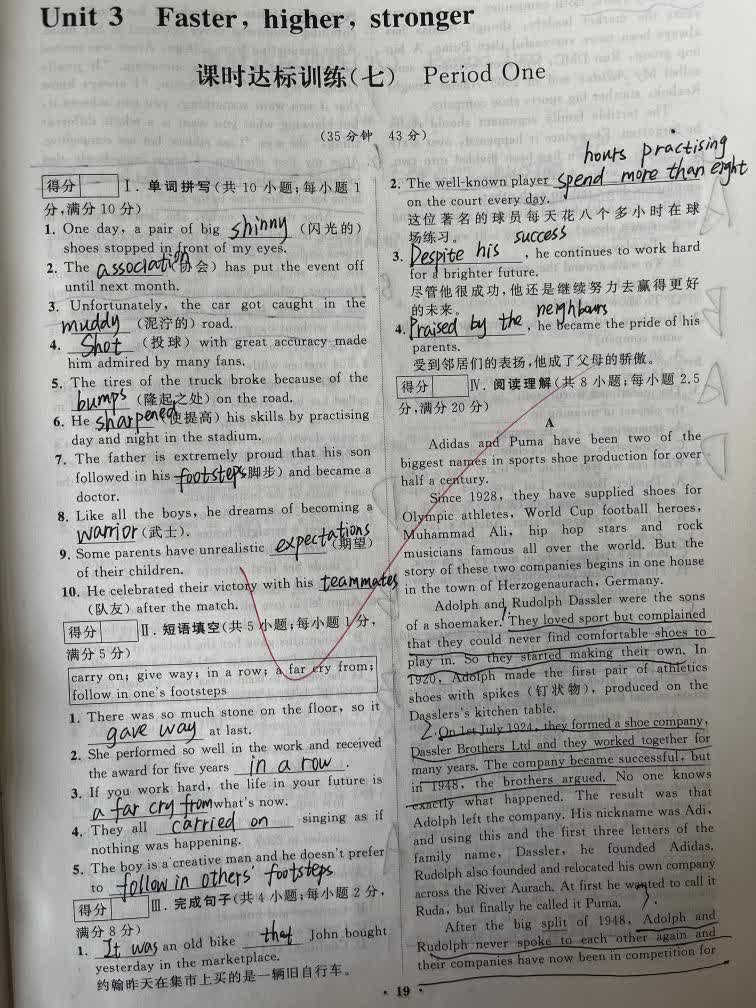 Unit 3 Faster, higher, stronger
课时达标训练(七) Period One
(35分钟 43分)
得分 Ⅰ. 单词拼写(共10小题;每小题1
分,满分10分)
1. One day, a pair of big shinny (闪光的)
shoes stopped in front of my eyes.
2. The association (协会) has put the event off
until next month.
3. Unfortunately, the car got caught in the
muddy (泥泞的) road.
4. Shot (投球) with great accuracy made
him admired by many fans.
5. The tires of the truck broke because of the
bumps (隆起之处) on the road.
6. He sharpened (使提高) his skills by practising
day and night in the stadium.
7. The father is extremely proud that his son
followed in his footsteps (脚步) and became a
doctor.
8. Like all the boys, he dreams of becoming a
warrior (武士).
9. Some parents have unrealistic expectations (期望)
of their children.
10. He celebrated their victory with his teammates
(队友) after the match.
得分 Ⅱ. 短语填空(共5小题;每小题1分,
满分5分)
carry on; give way; in a row; a far cry from;
follow in one's footsteps
1. There was so much stone on the floor, so it
gave way at last.
2. She performed so well in the work and received
the award for five years in a row.
3. If you work hard, the life in your future is
a far cry from what's now.
4. They all carried on singing as if
nothing was happening.
5. The boy is a creative man and he doesn't prefer
to follow in others' footsteps
得分 Ⅲ. 完成句子(共4小题;每小题2分,
满分8分)
1. It was an old bike that John bought
yesterday in the marketplace.
约翰昨天在集市上买的是一辆旧自行车。
hours practising
2. The well-known player spend more than eight
on the court every day.
这位著名的球员每天花八个多小时在球
场练习。
success
3. Despite his , he continues to work hard
for a brighter future.
尽管他很成功,他还是继续努力去赢得更好
的未来。
neighbours
4. Praised by the , he became the pride of his
parents.
受到邻居们的表扬,他成了父母的骄傲。
得分 Ⅳ. 阅读理解(共8小题;每小题2.5
分,满分20分)
A
Adidas and Puma have been two of the
biggest names in sports shoe production for over
half a century.
Since 1928, they have supplied shoes for
Olympic athletes, World Cup football heroes,
Muhammad Ali, hip hop stars and rock
musicians famous all over the world. But the
story of these two companies begins in one house
in the town of Herzogenaurach, Germany.
Adolph and Rudolph Dassler were the sons
of a shoemaker. They loved sport but complained
that they could never find comfortable shoes to
play in. So they started making their own. In
1920, Adolph made the first pair of athletics
shoes with spikes (钉状物), produced on the
Dasslers's kitchen table.
2. On 1st July 1924, they formed a shoe company,
Dassler Brothers Ltd and they worked together for
many years. The company became successful, but
in 1948, the brothers argued. No one knows
exactly what happened. The result was that
Adolph left the company. His nickname was Adi,
and using this and the first three letters of the
family name, Dassler, he founded Adidas.
Rudolph also founded and relocated his own company
across the River Aurach. At first he wanted to call it
Ruda, but finally he called it Puma. 3.
After the big split of 1948, Adolph and
Rudolph never spoke to each other again and
their companies have now been in competition for
· 19 ·